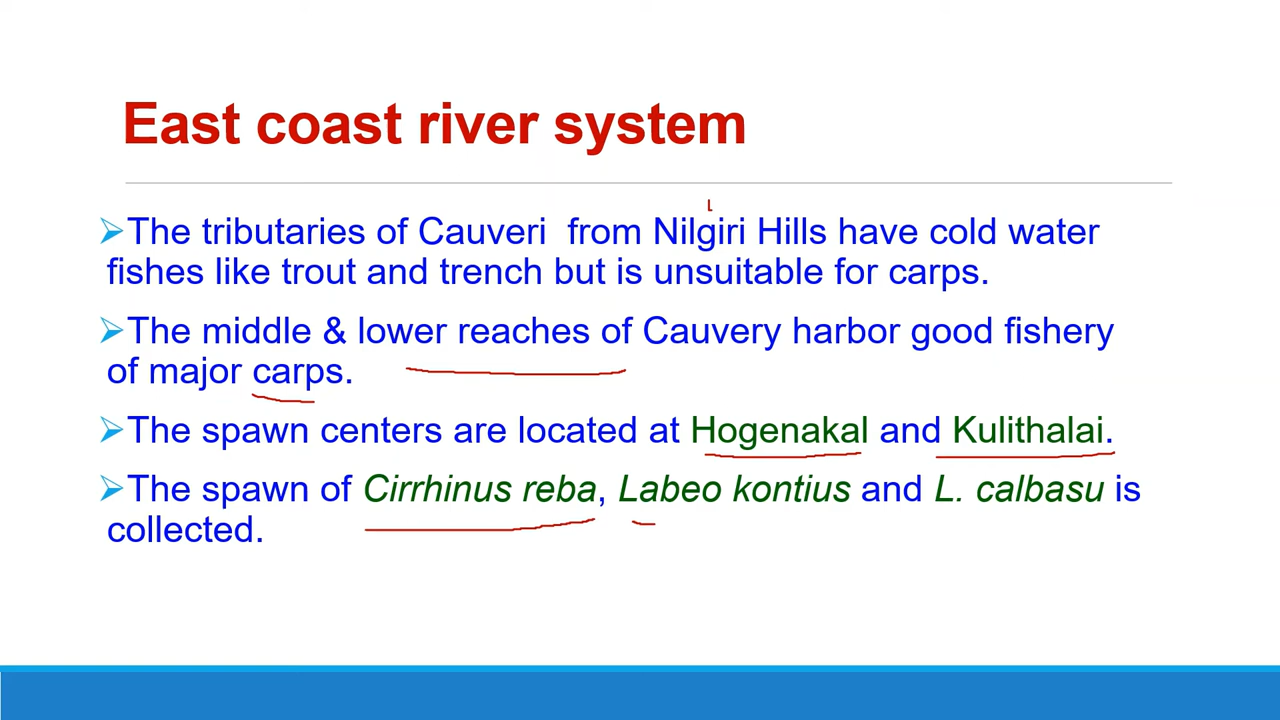 East coast river system
➢The tributaries of Cauveri from Nilgiri Hills have cold water
fishes like trout and trench but is unsuitable for carps.
➢The middle & lower reaches of Cauvery harbor good fishery
of major carps.
➢The spawn centers are located at Hogenakal and Kulithalai.
➢The spawn of Cirrhinus reba, Labeo kontius and L. calbasu is
collected.